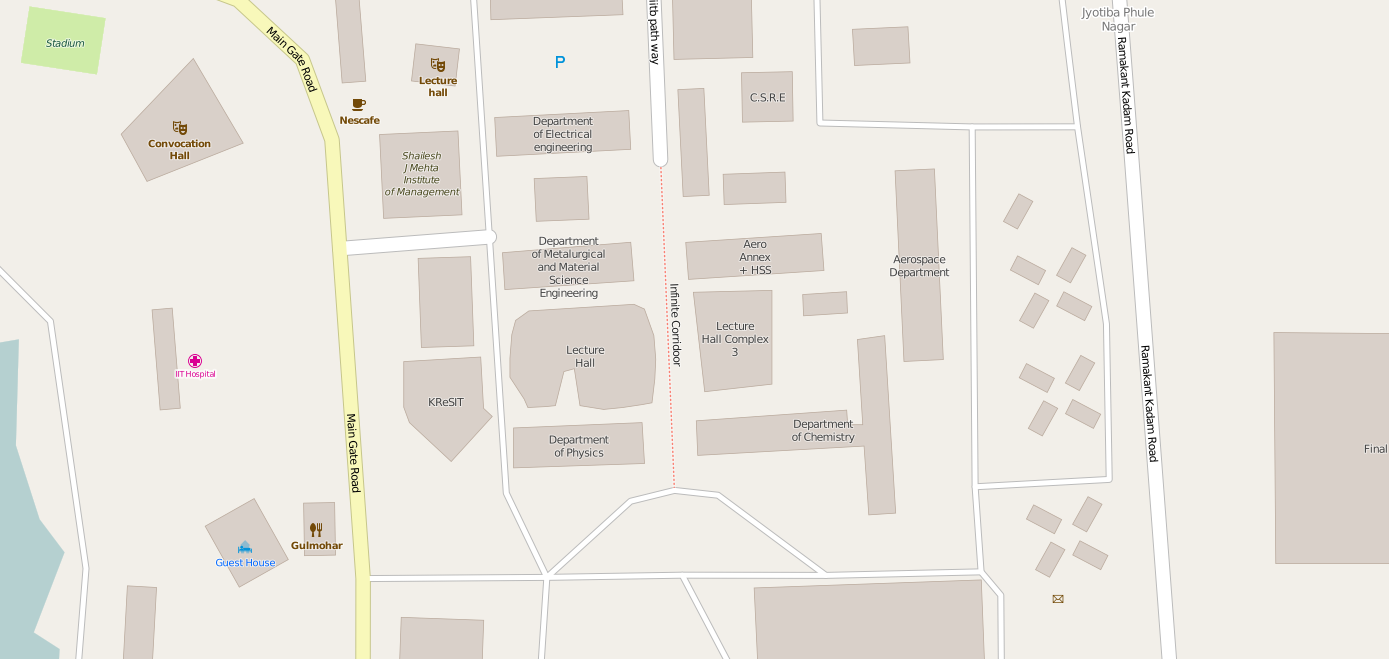 Stadium
Main Gate Road
Convocation
Hall
Nescafe
Lecture
hall
Shailesh
J Mehta
Institute
of Management
P
Department
of Electrical
engineering
iitb path way
C.S.R.E
Jyotiba Phule
Nagar
Ramakant Kadam Road
Department
of Metalurgical
and Material
Science
Engineering
Aero
Annex
+ HSS
Aerospace
Department
Infinite Corridoor
Lecture
Hall
Lecture
Hall Complex
3
IIT Hospital
KReSIT
Main Gate Road
Department
of Physics
Department
of Chemistry
Ramakant Kadam Road
Final
Gulmohar
Guest House